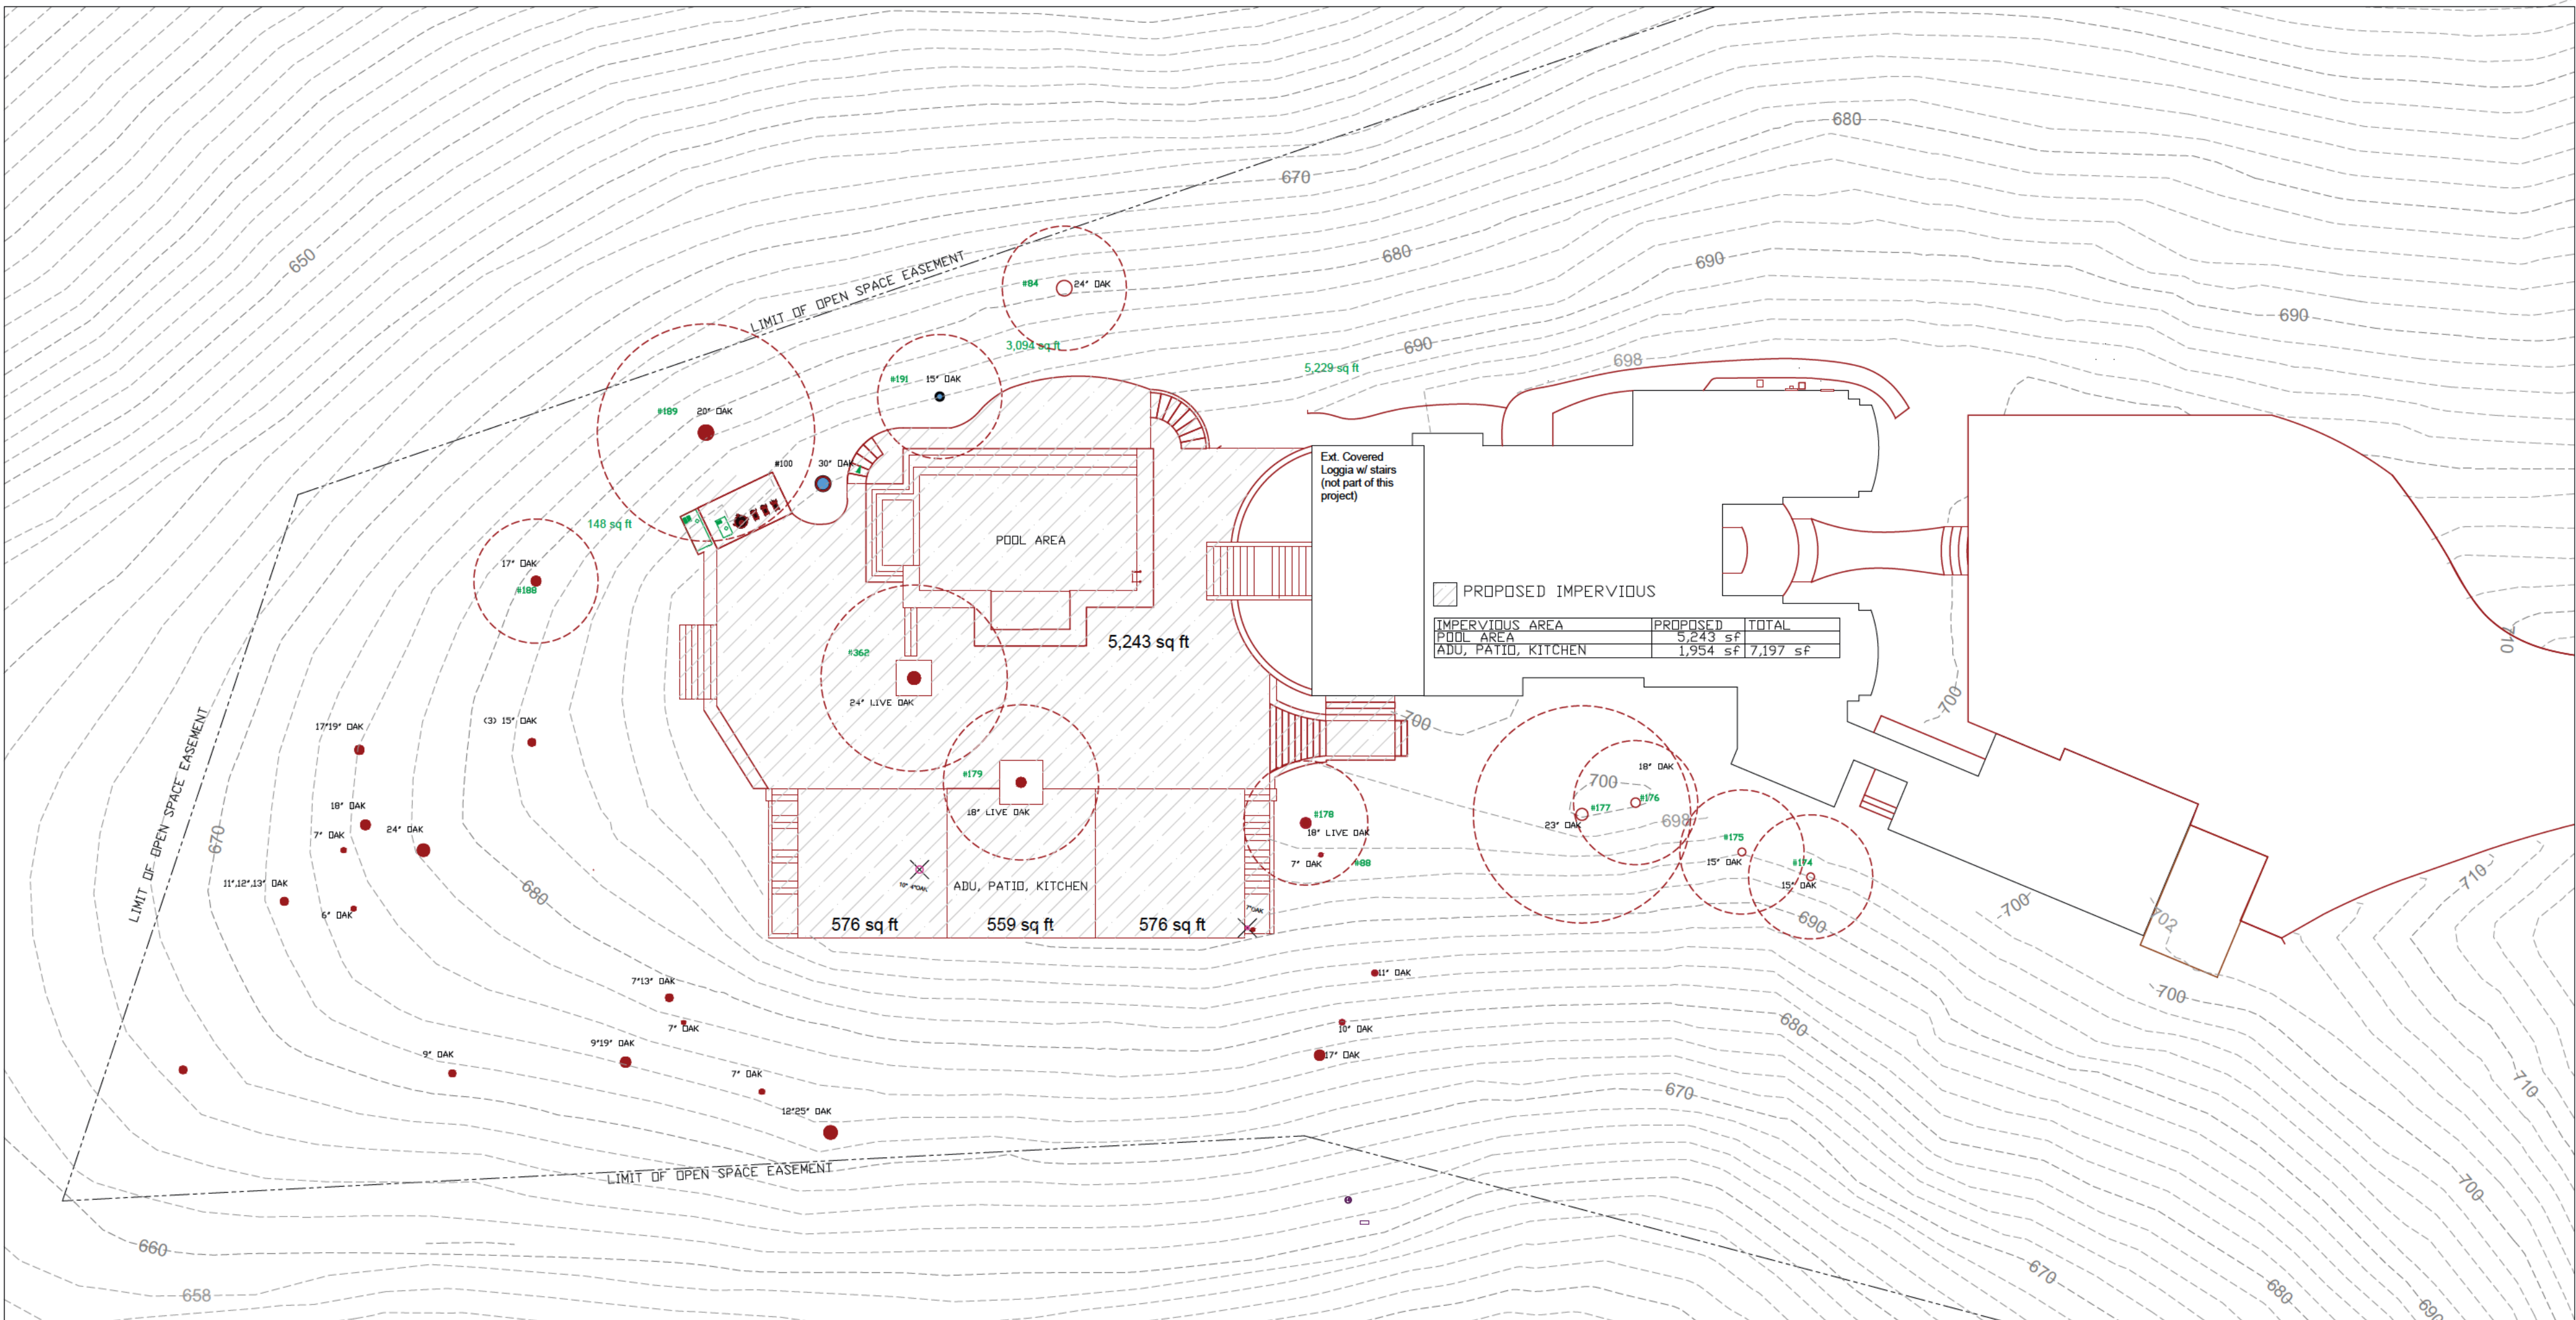 680
670
650
680
690
LIMIT OF OPEN SPACE EASEMENT
#84
24" OAK
690
3,094 sq ft
690
698
5,229 sq ft
#191
15" OAK
#189
20" OAK
#100
30" OAK
Ext. Covered
Loggia w/ stairs
(not part of this
project)
148 sq ft
POOL AREA
17" OAK
#188
PROPOSED IMPERVIOUS
IMPERVIOUS AREA PROPOSED TOTAL
POOL AREA 5,243 sf
ADU, PATIO, KITCHEN 1,954 sf 7,197 sf
5,243 sq ft
710
#362
24" LIVE OAK
700
700
LIMIT OF OPEN SPACE EASEMENT
17"19" OAK
(3) 15" OAK
#179
18" LIVE OAK
18" OAK
700
#176
#177
23" OAK
698
18" OAK
7" OAK
24" OAK
670
#178
18" LIVE OAK
7" OAK
#88
#175
15" OAK
#174
15" OAK
11",12",13" OAK
6" OAK
680
ADU, PATIO, KITCHEN
576 sq ft
559 sq ft
576 sq ft
7"OAK
690
700
702
710
7"13" OAK
7" OAK
11" OAK
700
9"19" OAK
9" OAK
7" OAK
12"25" OAK
10" OAK
17" OAK
680
670
710
LIMIT OF OPEN SPACE EASEMENT
700
660
658
670
680
690